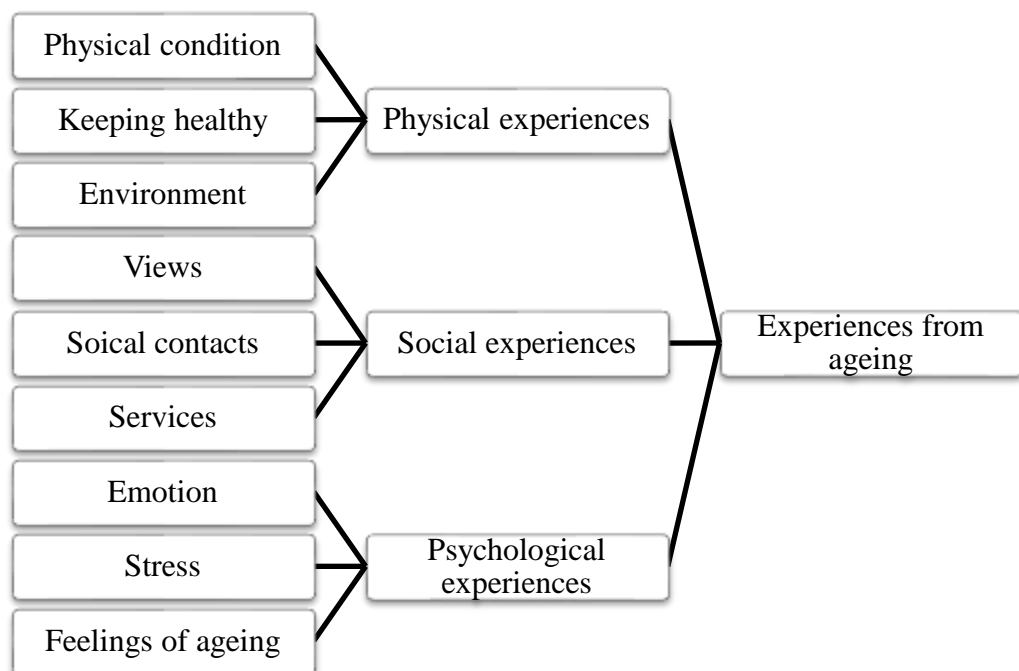 Physical condition
Keeping healthy
Environment
Views
Soical contacts
Services
Emotion
Stress
Feelings of ageing
Physical experiences
Social experiences
Psychological
experiences
Experiences from
ageing